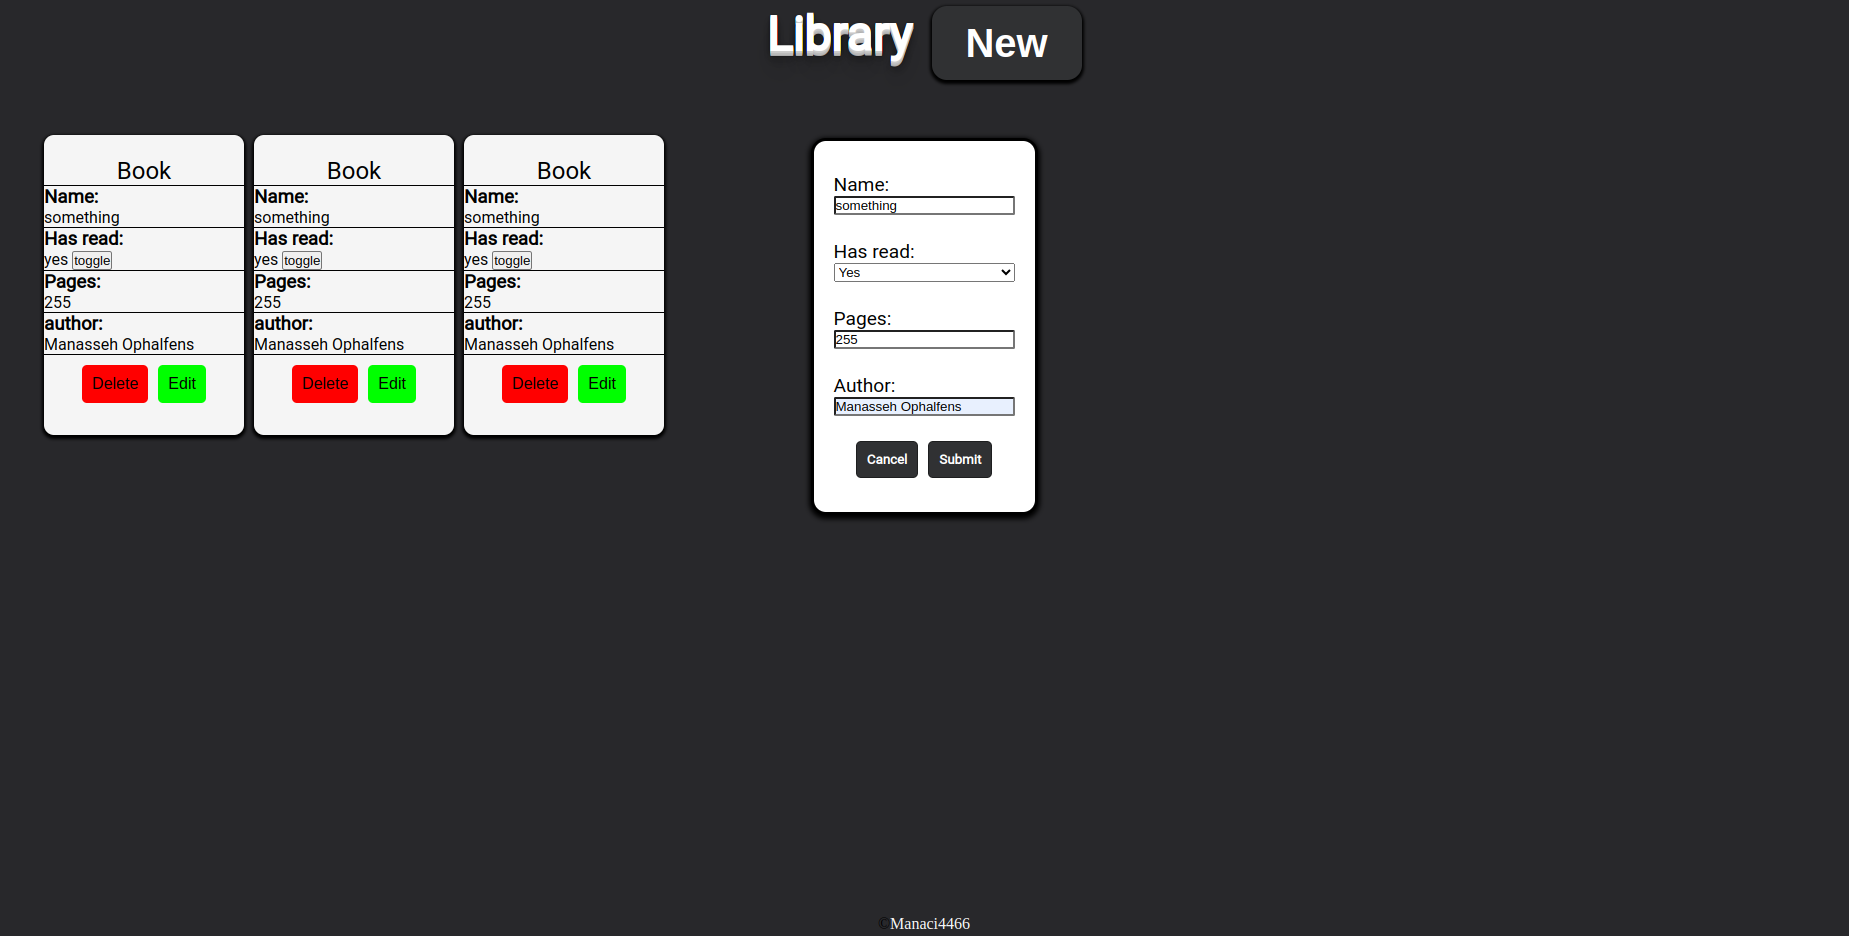 Library
New
Book
Name:
something
Has read:
yes toggle
Pages:
255
author:
Manasseh Ophalfens
Delete Edit
Book
Name:
something
Has read:
yes toggle
Pages:
255
author:
Manasseh Ophalfens
Delete Edit
Book
Name:
something
Has read:
yes toggle
Pages:
255
author:
Manasseh Ophalfens
Delete Edit
Name:
something
Has read:
Yes
Pages:
255
Author:
Manasseh Ophalfens
Cancel Submit
©Manaci4466